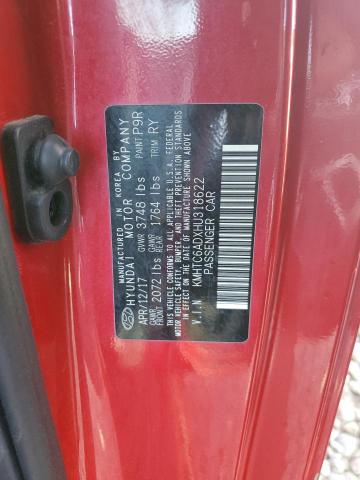 MANUFACTURED IN KOREA BY
HYUNDAI MOTOR COMPANY
APR/12/17 GVWR 3748 lbs PAINT P9R
GAWR FRONT 2072 lbs GAWR REAR 1764 lbs TRIM RY
THIS VEHICLE CONFORMS TO ALL APPLICABLE U.S.A. FEDERAL
MOTOR VEHICLE SAFETY, BUMPER, AND THEFT PREVENTION STANDARDS
IN EFFECT ON THE DATE OF MANUFACTURE SHOWN ABOVE.
V.I.N KMHTC6ADXHU318622
PASSENGER CAR